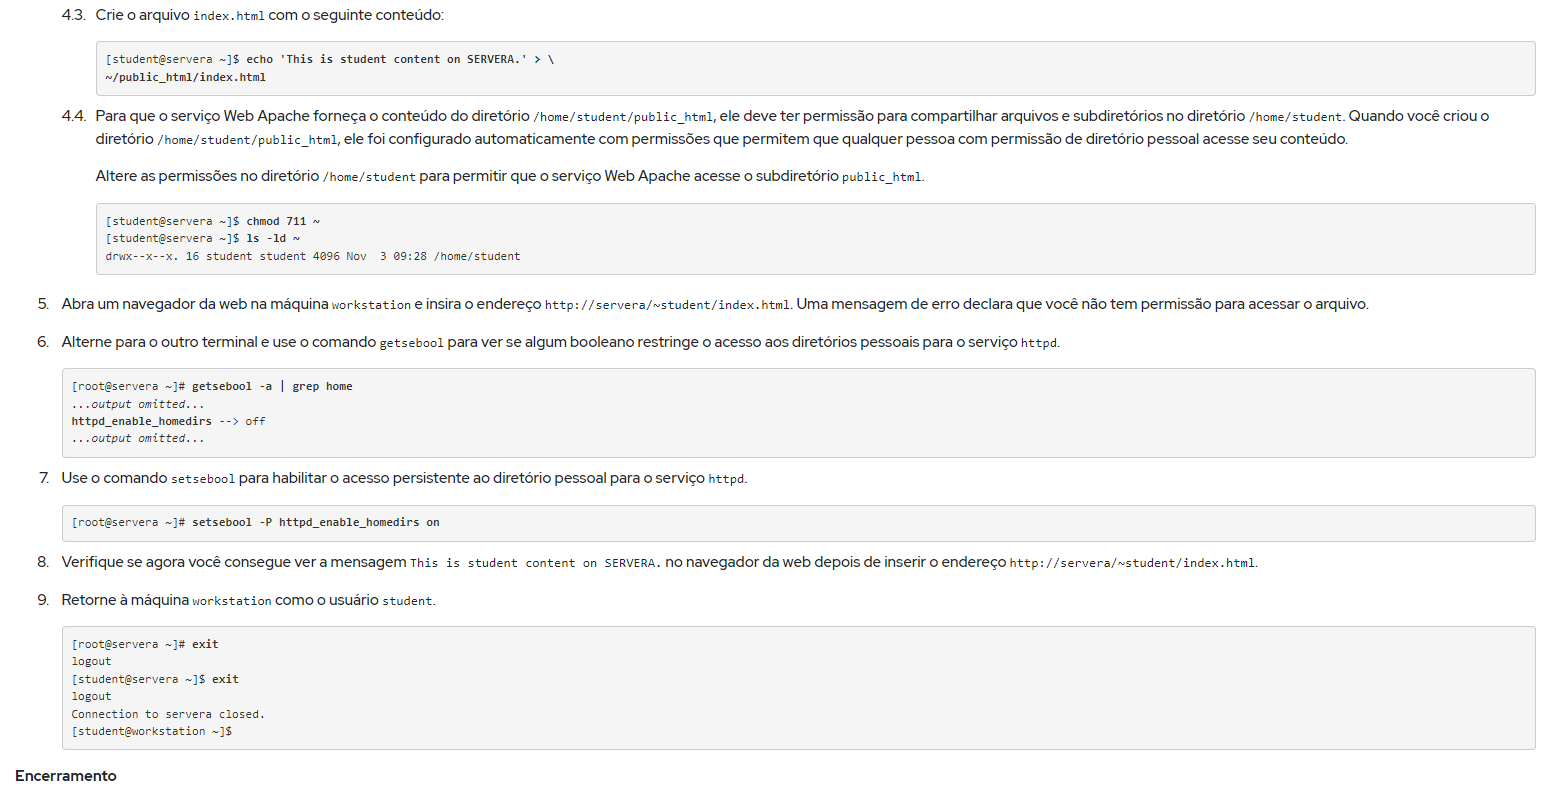 4.3. Crie o arquivo index.html com o seguinte conteúdo:
[student@servera ~]$ echo 'This is student content on SERVERA.' > \
~/public_html/index.html
4.4. Para que o serviço Web Apache forneça o conteúdo do diretório /home/student/public_html, ele deve ter permissão para compartilhar arquivos e subdiretórios no diretório /home/student. Quando você criou o
diretório /home/student/public_html, ele foi configurado automaticamente com permissões que permitem que qualquer pessoa com permissão de diretório pessoal acesse seu conteúdo.
Altere as permissões no diretório /home/student para permitir que o serviço Web Apache acesse o subdiretório public_html.
[student@servera ~]$ chmod 711 ~
[student@servera ~]$ ls -ld ~
drwx--x--x. 16 student student 4096 Nov  3 09:28 /home/student
5. Abra um navegador da web na máquina workstation e insira o endereço http://servera/~student/index.html. Uma mensagem de erro declara que você não tem permissão para acessar o arquivo.
6. Alterne para o outro terminal e use o comando getsebool para ver se algum booleano restringe o acesso aos diretórios pessoais para o serviço httpd.
[root@servera ~]# getsebool -a | grep home
...output omitted...
httpd_enable_homedirs --> off
...output omitted...
7. Use o comando setsebool para habilitar o acesso persistente ao diretório pessoal para o serviço httpd.
[root@servera ~]# setsebool -P httpd_enable_homedirs on
8. Verifique se agora você consegue ver a mensagem This is student content on SERVERA. no navegador da web depois de inserir o endereço http://servera/~student/index.html.
9. Retorne à máquina workstation como o usuário student.
[root@servera ~]# exit
logout
[student@servera ~]$ exit
logout
Connection to servera closed.
[student@workstation ~]$
Encerramento